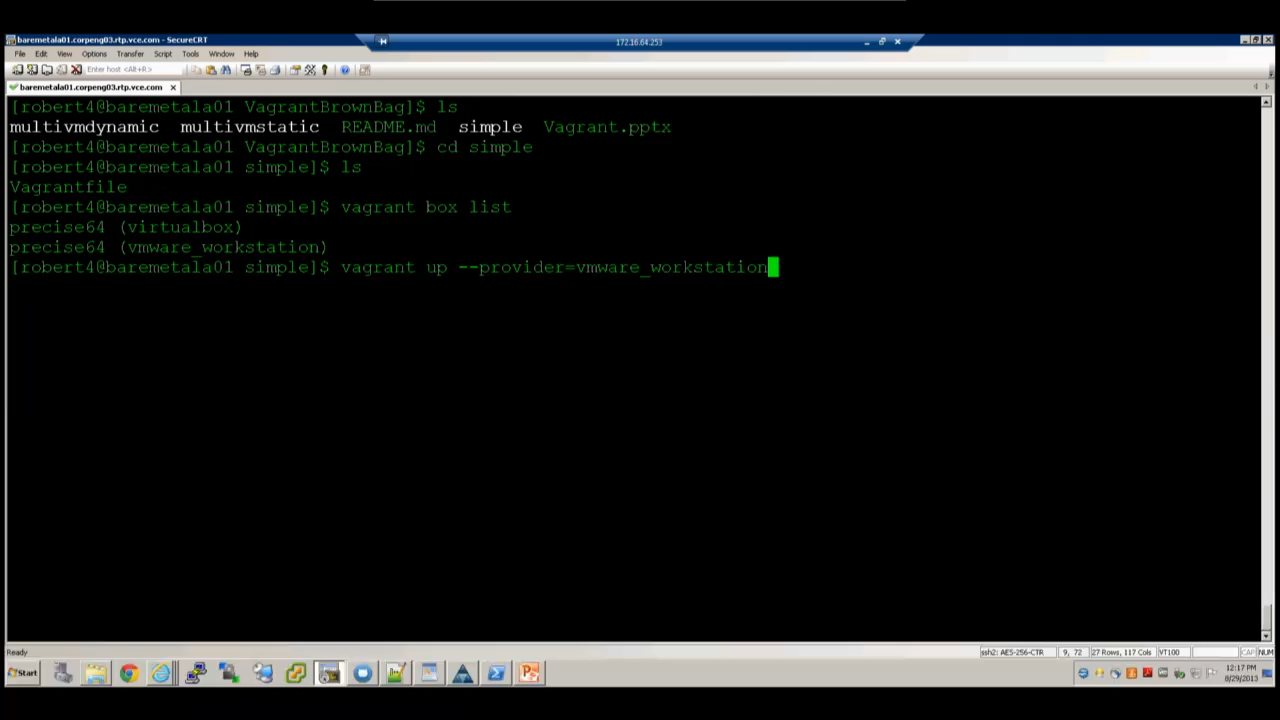 baremetala01.corpeng03.rtp.vce.com - SecureCRT
172.16.64.253
File Edit View Options Transfer Script Tools Window Help
Enter host <Alt+R>
baremetala01.corpeng03.rtp.vce.com
[robert4@baremetala01 VagrantBrownBag]$ ls
multivmdynamic multivmstatic README.md simple Vagrant.pptx
[robert4@baremetala01 VagrantBrownBag]$ cd simple
[robert4@baremetala01 simple]$ ls
Vagrantfile
[robert4@baremetala01 simple]$ vagrant box list
precise64 (virtualbox)
precise64 (vmware_workstation)
[robert4@baremetala01 simple]$ vagrant up --provider=vmware_workstation
Ready
ssh2: AES-256-CTR 9, 72 27 Rows, 117 Cols VT100 CAP NUM
Start
12:17 PM
8/29/2013